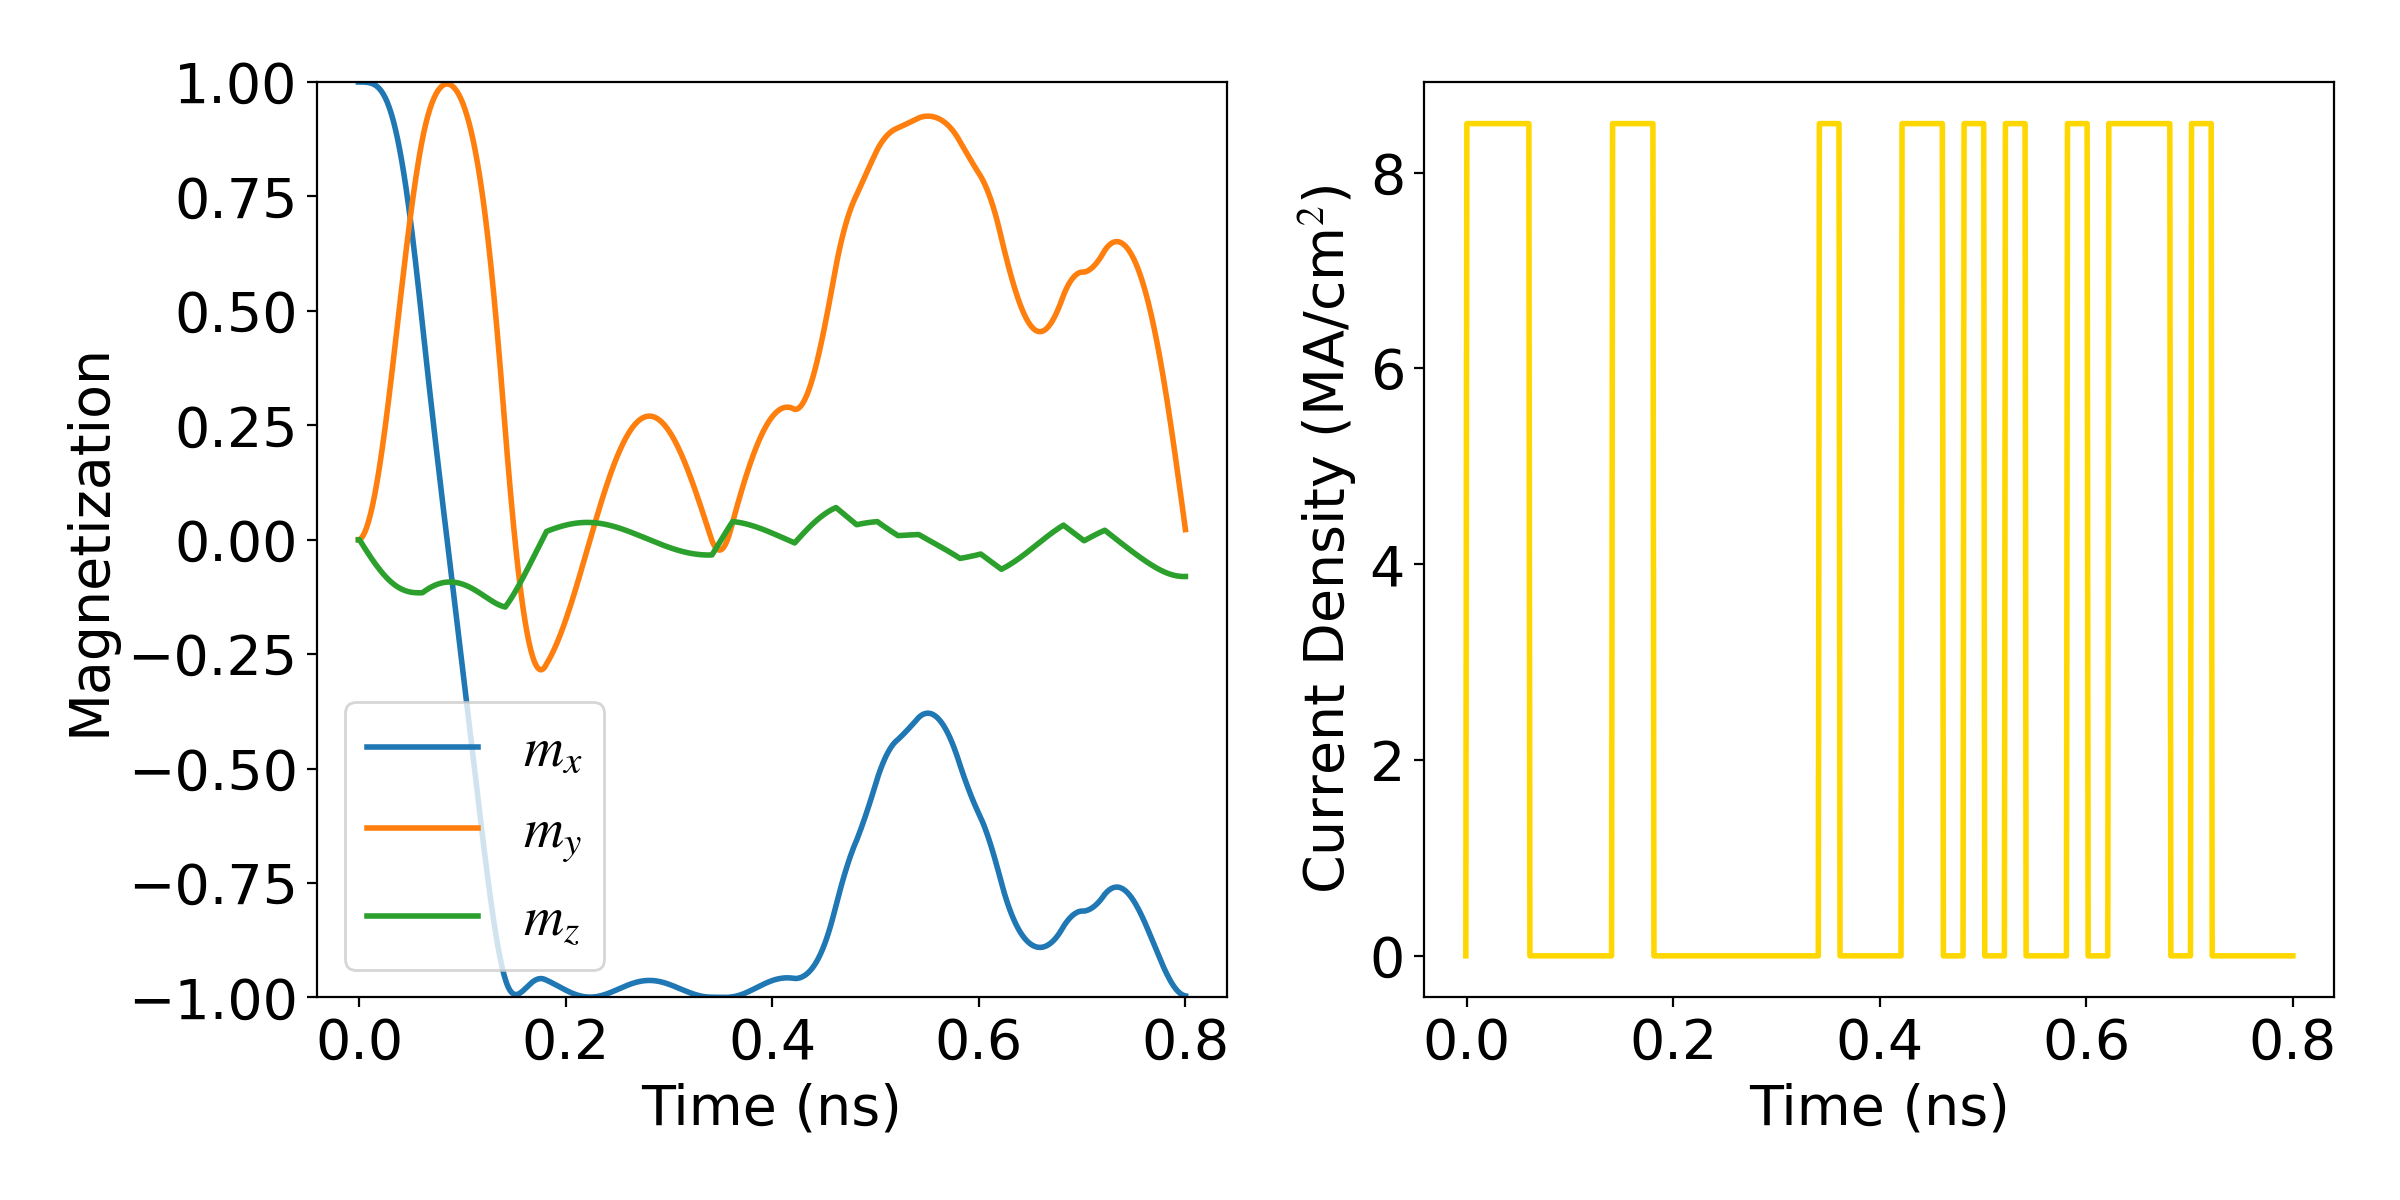 Magnetization
1.00
0.75
0.50
0.25
0.00
−0.25
−0.50
−0.75
−1.00
0.0 0.2 0.4 0.6 0.8
Time (ns)
m_x
m_y
m_z
Current Density (MA/cm²)
8
6
4
2
0
0.0 0.2 0.4 0.6 0.8
Time (ns)